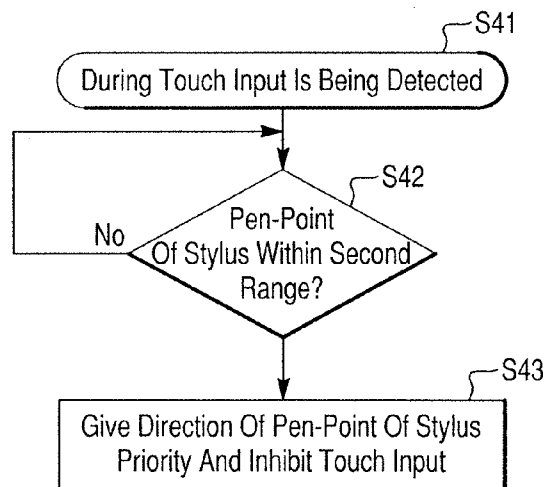 S41
During Touch Input Is Being Detected
S42
Pen-Point
Of Stylus Within Second
Range?
No
S43
Give Direction Of Pen-Point Of Stylus
Priority And Inhibit Touch Input